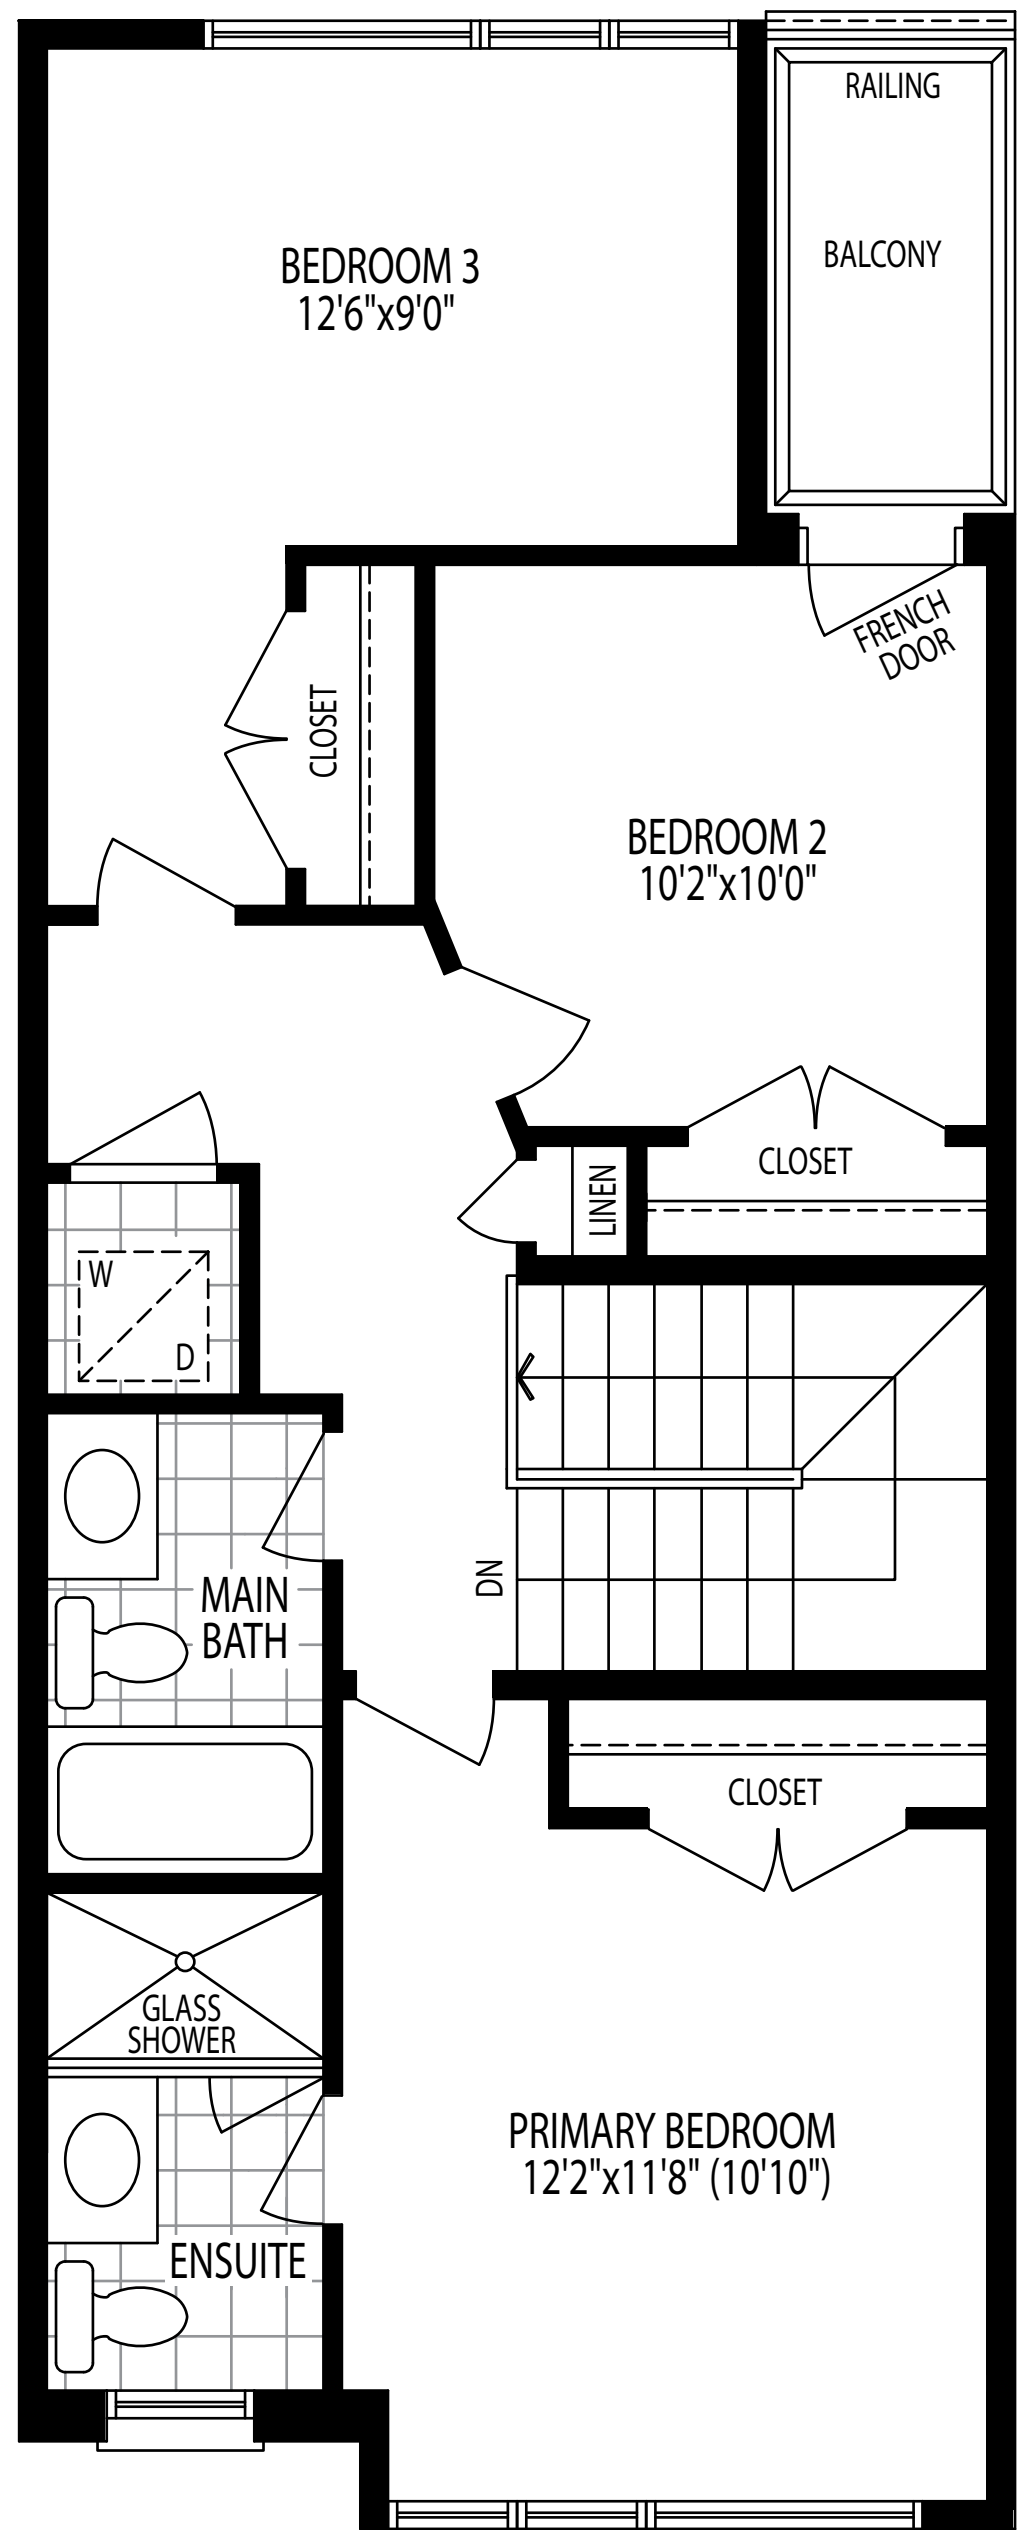 RAILING
BALCONY
BEDROOM 3
12'6"x9'0"
FRENCH
DOOR
CLOSET
BEDROOM 2
10'2"x10'0"
CLOSET
LINEN
W
D
DN
MAIN
BATH
CLOSET
GLASS
SHOWER
PRIMARY BEDROOM
12'2"x11'8" (10'10")
ENSUITE